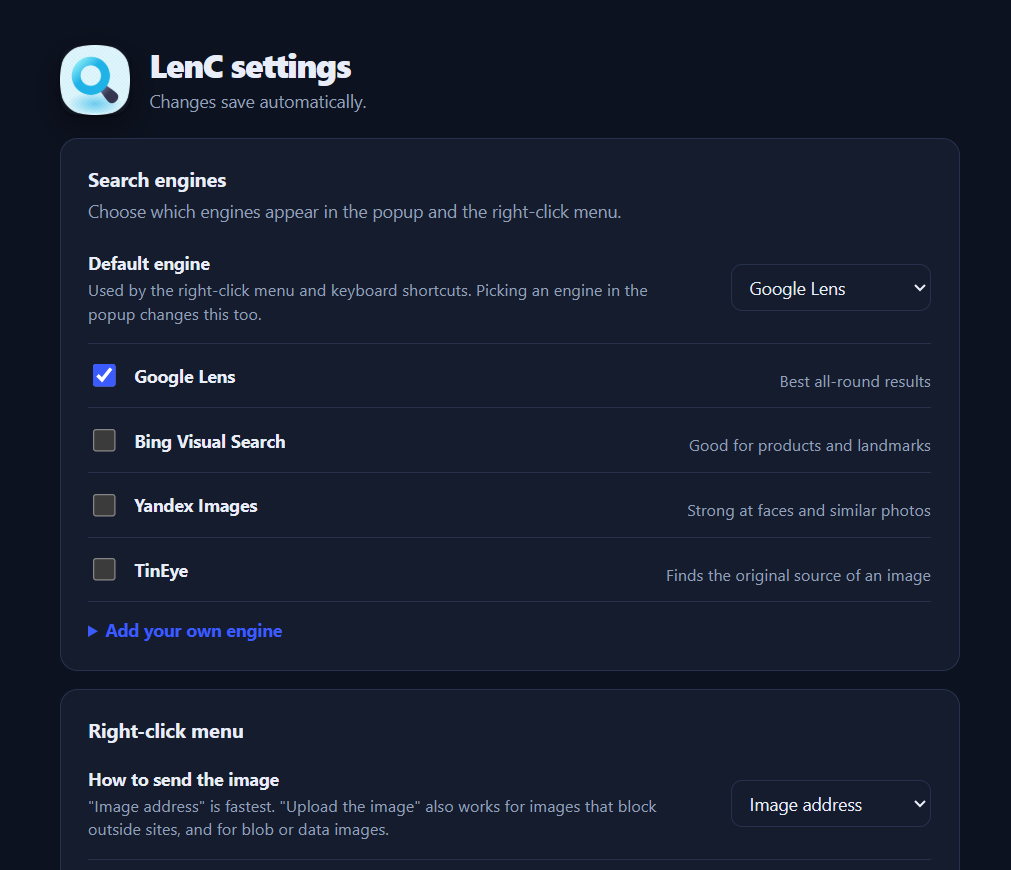 LenC settings
Changes save automatically.
Search engines
Choose which engines appear in the popup and the right-click menu.
Default engine
Used by the right-click menu and keyboard shortcuts. Picking an engine in the
popup changes this too.
Google Lens
Google Lens
Best all-round results
Bing Visual Search
Good for products and landmarks
Yandex Images
Strong at faces and similar photos
TinEye
Finds the original source of an image
Add your own engine
Right-click menu
How to send the image
"Image address" is fastest. "Upload the image" also works for images that block
outside sites, and for blob or data images.
Image address